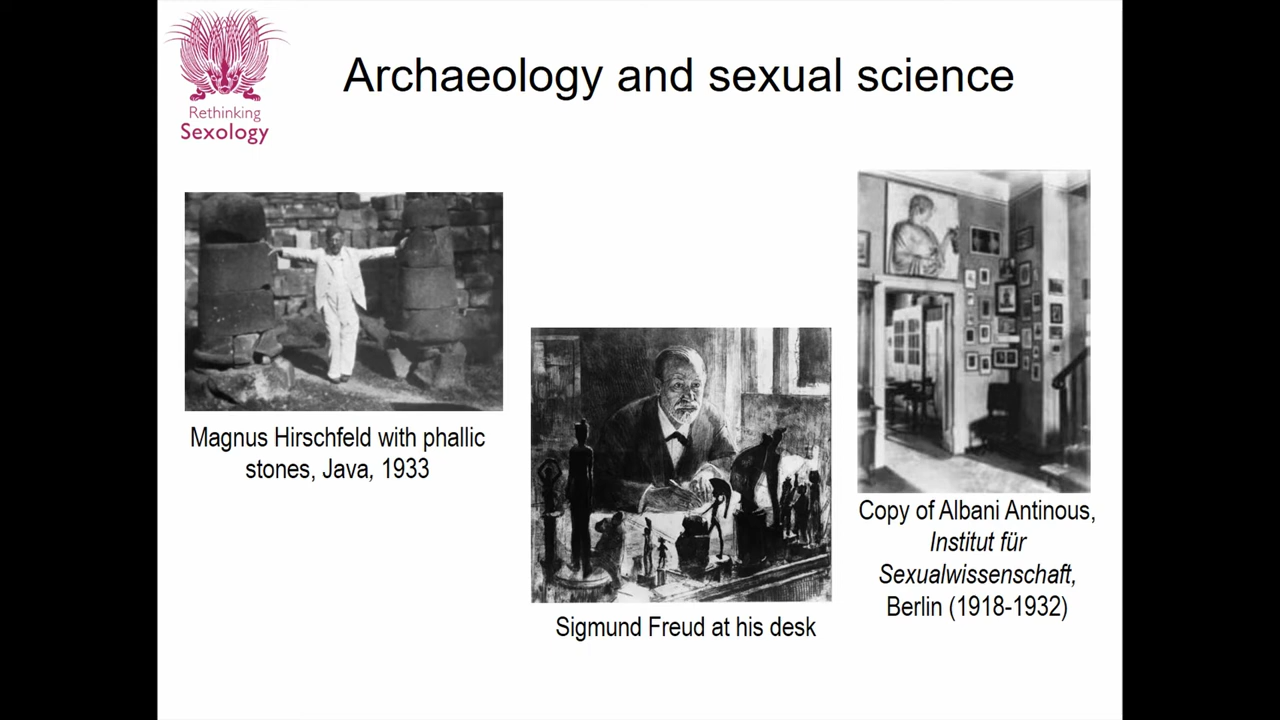 Rethinking
Sexology
Archaeology and sexual science
Magnus Hirschfeld with phallic
stones, Java, 1933
Sigmund Freud at his desk
Copy of Albani Antinous,
Institut für
Sexualwissenschaft,
Berlin (1918-1932)